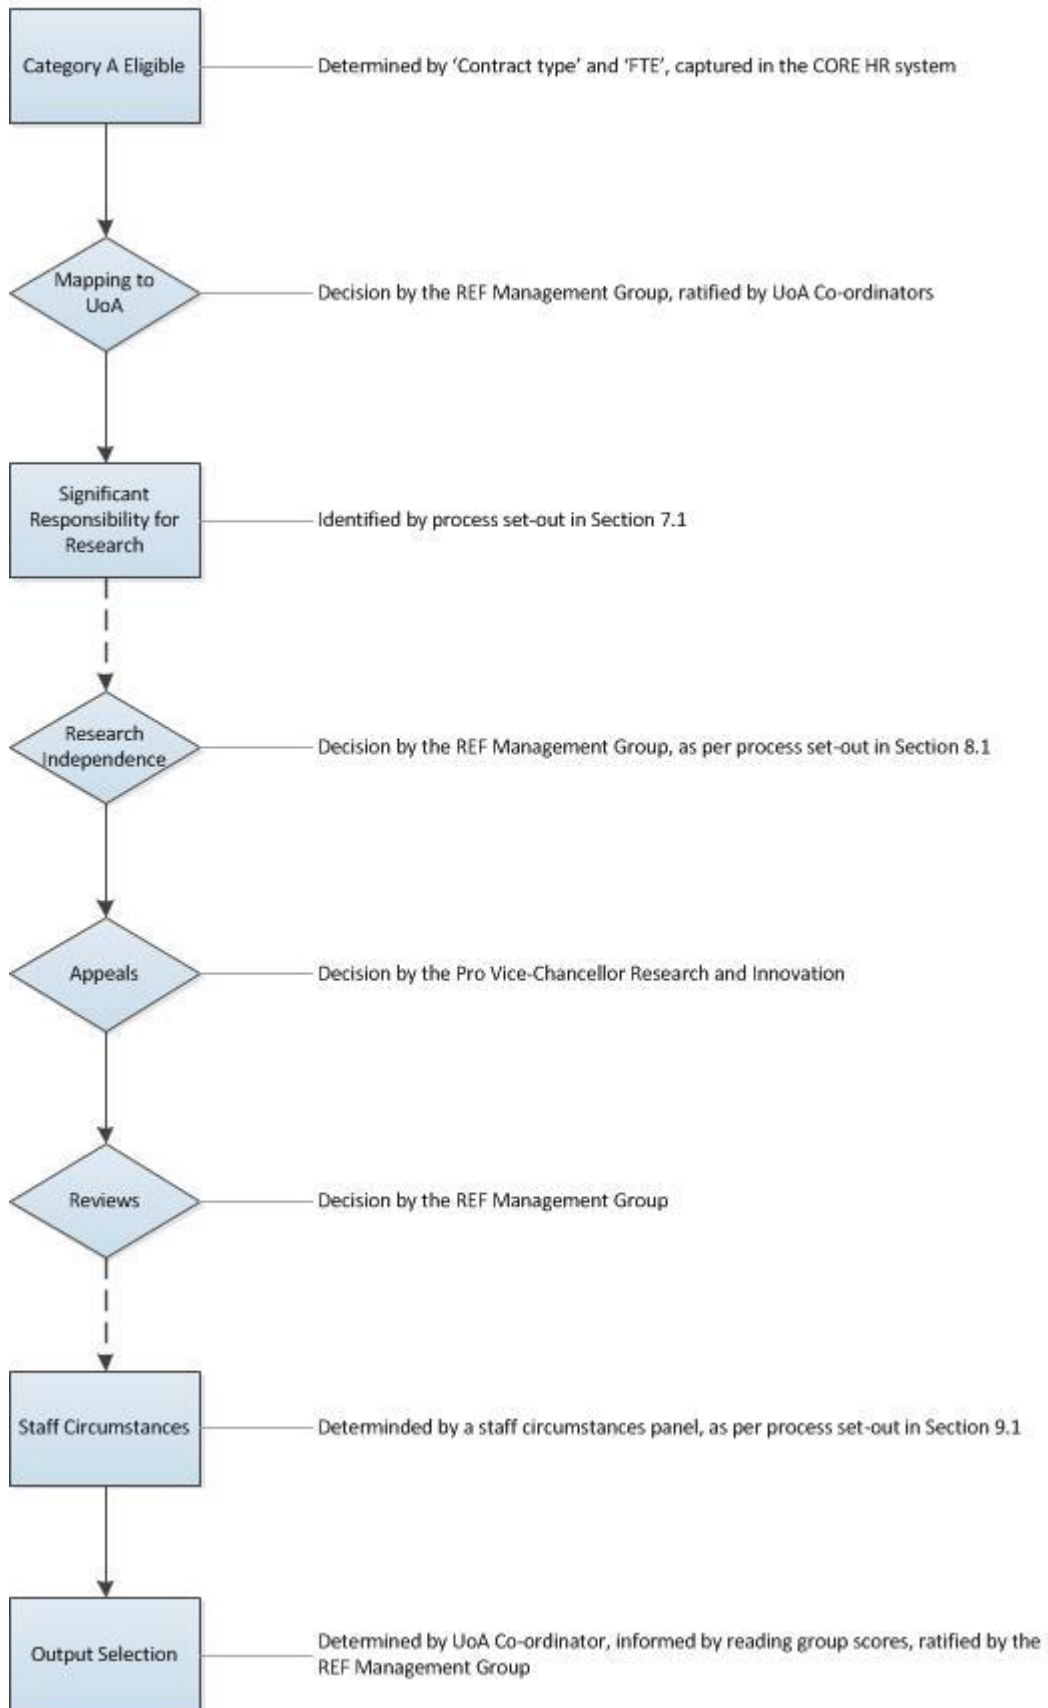 Category A Eligible
Determined by ‘Contract type’ and ‘FTE’, captured in the CORE HR system
Mapping to
UoA
Decision by the REF Management Group, ratified by UoA Co-ordinators
Significant
Responsibility for
Research
Identified by process set-out in Section 7.1
Research
Independence
Decision by the REF Management Group, as per process set-out in Section 8.1
Appeals
Decision by the Pro Vice-Chancellor Research and Innovation
Reviews
Decision by the REF Management Group
Staff Circumstances
Determinded by a staff circumstances panel, as per process set-out in Section 9.1
Output Selection
Determined by UoA Co-ordinator, informed by reading group scores, ratified by the
REF Management Group